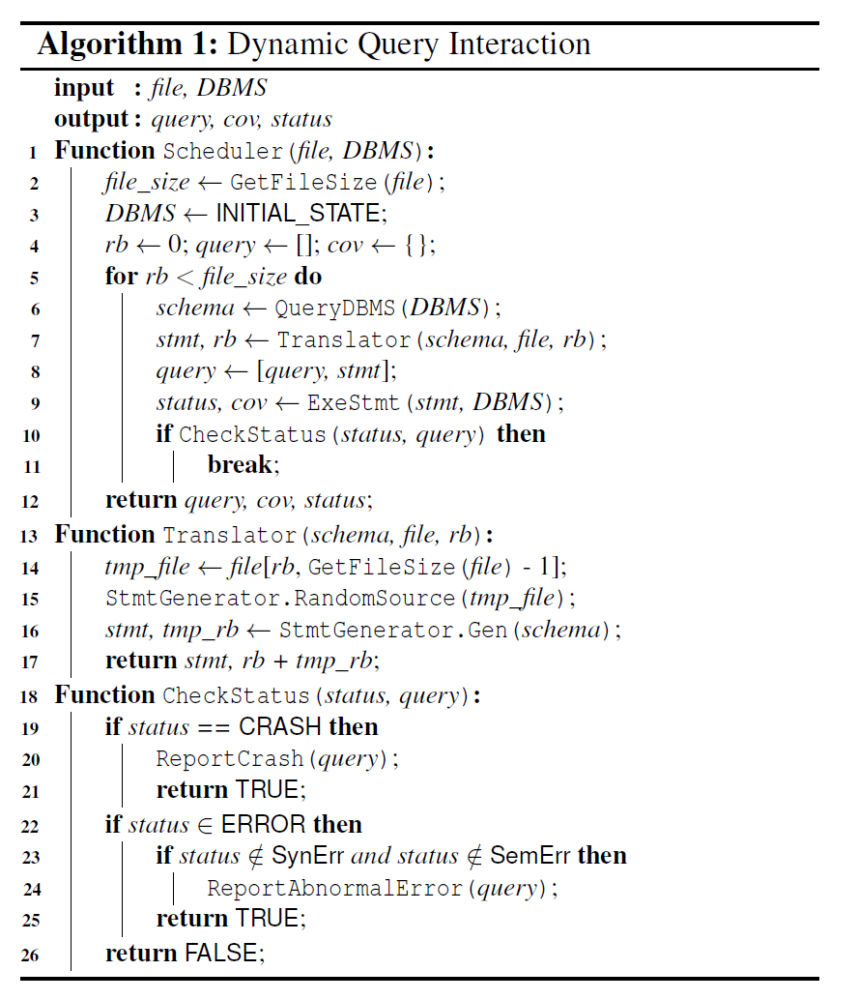 Algorithm 1: Dynamic Query Interaction
input : file, DBMS
output: query, cov, status
1 Function Scheduler(file, DBMS):
2 file_size ← GetFileSize(file);
3 DBMS ← INITIAL_STATE;
4 rb ← 0; query ← []; cov ← {};
5 for rb < file_size do
6 schema ← QueryDBMS(DBMS);
7 stmt, rb ← Translator(schema, file, rb);
8 query ← [query, stmt];
9 status, cov ← ExeStmt(stmt, DBMS);
10 if CheckStatus(status, query) then
11 break;
12 return query, cov, status;
13 Function Translator(schema, file, rb):
14 tmp_file ← file[rb, GetFileSize(file) - 1];
15 StmtGenerator.RandomSource(tmp_file);
16 stmt, tmp_rb ← StmtGenerator.Gen(schema);
17 return stmt, rb + tmp_rb;
18 Function CheckStatus(status, query):
19 if status == CRASH then
20 ReportCrash(query);
21 return TRUE;
22 if status ∈ ERROR then
23 if status ∉ SynErr and status ∉ SemErr then
24 ReportAbnormalError(query);
25 return TRUE;
26 return FALSE;